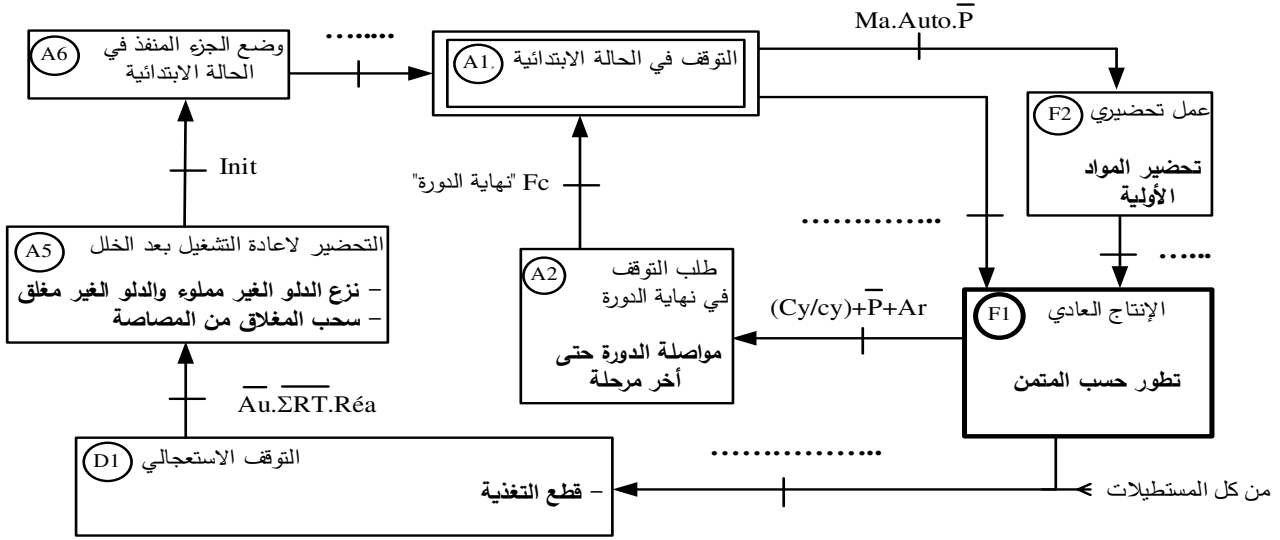 Ma.Auto.P̅
........
A6
وضع الجزء المنفذ في
الحالة الابتدائية
A1.
التوقف في الحالة الابتدائية
F2
عمل تحضيري
تحضير المواد
الأولية
Init
Fc "نهاية الدورة"
.............
......
A5
التحضير لاعادة التشغيل بعد الخلل
– نزع الدلو الغير مملوء والدلو الغير مغلق
– سحب المغلاق من المصاصة
A2
طلب التوقف
في نهاية الدورة
مواصلة الدورة حتى
أخر مرحلة
(Cy/cy)+P̅+Ar
F1
الإنتاج العادي
تطور حسب المتمن
A̅u̅.Σ̅R̅T̅.Réa
D1
التوقف الاستعجالي
– قطع التغذية
................
من كل المستطيلات